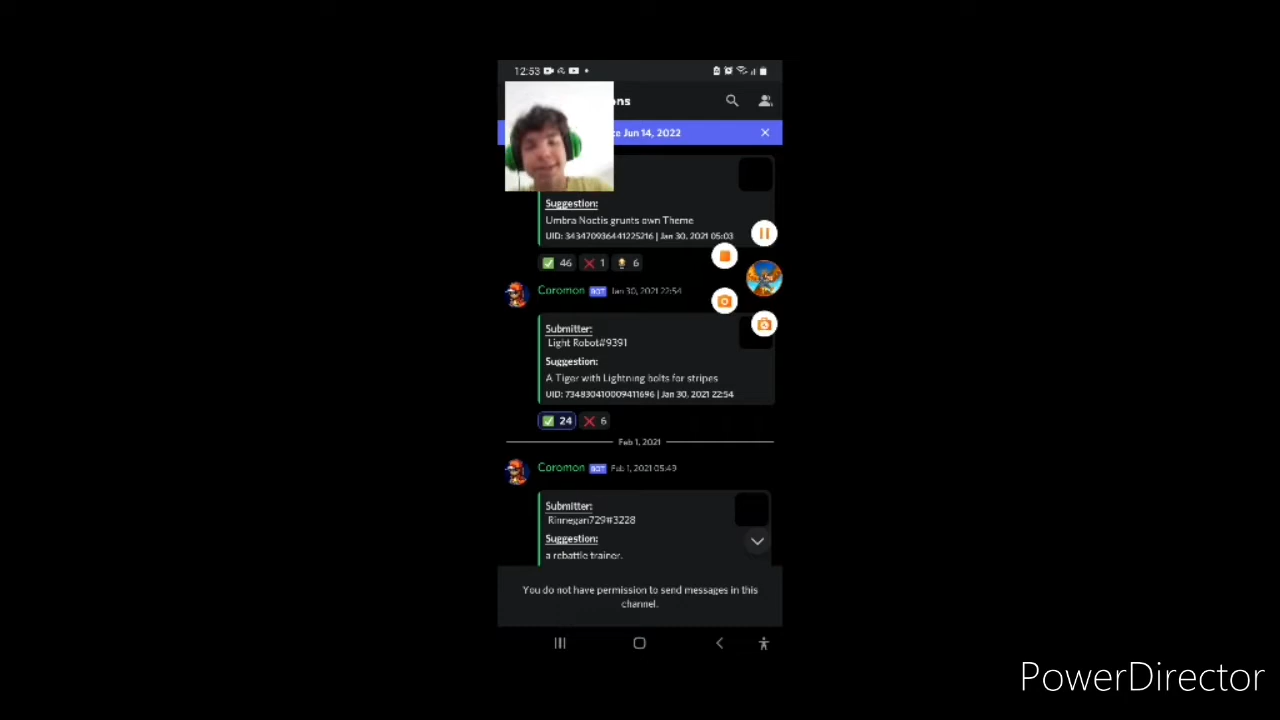 12:53
ons
e Jun 14, 2022
Suggestion:
Umbra Noctis grunts own Theme
UID: 343470936441225216 | Jan 30, 2021 05:03
46 1 6
Coromon BOT Jan 30, 2021 22:54
Submitter:
Light Robot#9391
Suggestion:
A Tiger with Lightning bolts for stripes
UID: 734830410009411696 | Jan 30, 2021 22:54
24 6
Feb 1, 2021
Coromon BOT Feb 1, 2021 05:49
Submitter:
Rinnegan729#3228
Suggestion:
a rebattle trainer.
You do not have permission to send messages in this
channel.
PowerDirector